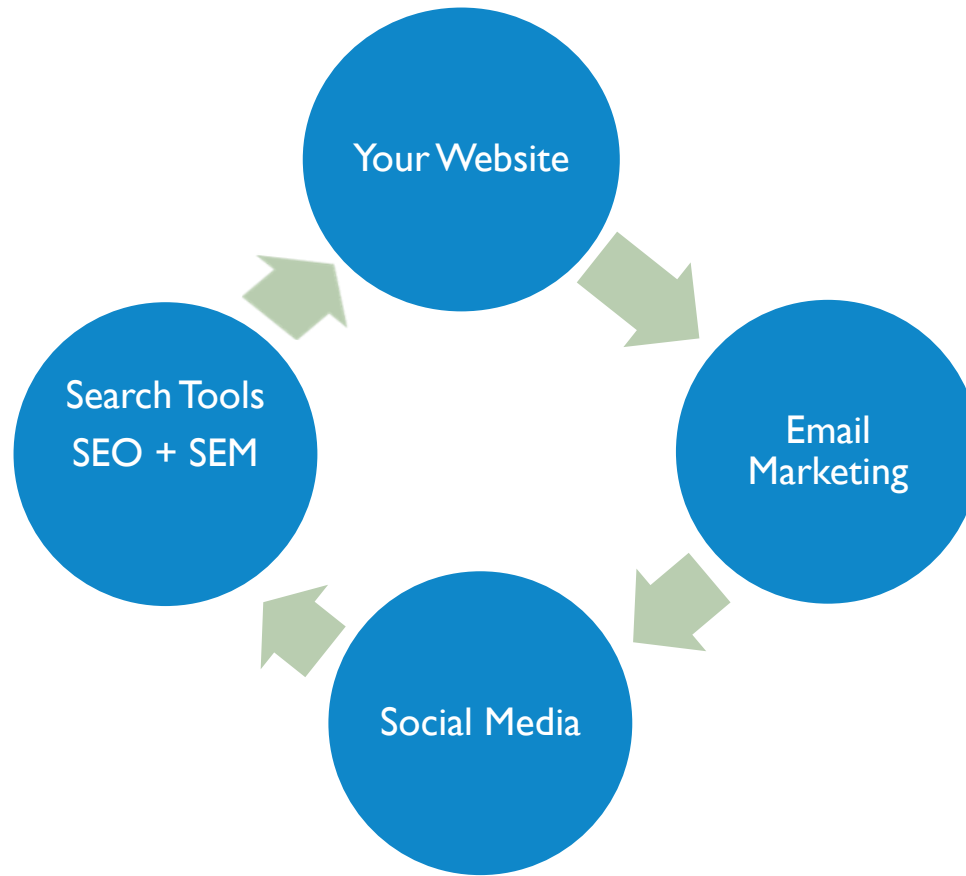 Your Website
Search Tools
SEO + SEM
Email
Marketing
Social Media